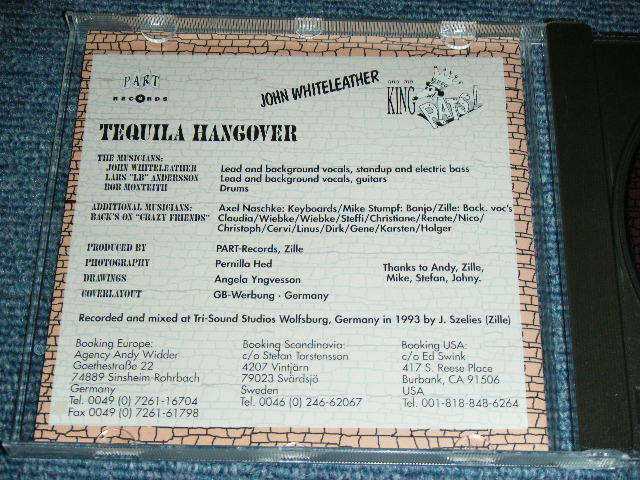 PART
RECORDS
JOHN WHITELEATHER
and the
KING RATSZ
TEQUILA HANGOVER
THE MUSICIANS:
JOHN WHITELEATHER Lead and background vocals, standup and electric bass
LARS "LB" ANDERSSON Lead and background vocals, guitars
ROB MONTEITH Drums
ADDITIONAL MUSICIANS: Axel Naschke: Keyboards/Mike Stumpf: Banjo/Zille: Back. voc's
BACK'S ON "CRAZY FRIENDS" Claudia/Wiebke/Wiebke/Steffi/Christiane/Renate/Nico/
Christoph/Cervi/Linus/Dirk/Gene/Karsten/Holger
PRODUCED BY PART-Records, Zille
PHOTOGRAPHY Pernilla Hed
DRAWINGS Angela Yngvesson
COVERLAYOUT GB-Werbung · Germany
Thanks to Andy, Zille,
Mike, Stefan, Johny.
Recorded and mixed at Tri-Sound Studios Wolfsburg, Germany in 1993 by J. Szelies (Zille)
Booking Europe:
Agency Andy Widder
Goethestraße 22
74889 Sinsheim-Rohrbach
Germany
Tel. 0049 (0) 7261-16704
Fax 0049 (0) 7261-61798
Booking Scandinavia:
c/o Stefan Torstensson
4207 Vintjärn
79023 Svärdsjö
Sweden
Tel. 0046 (0) 246-62067
Booking USA:
c/o Ed Swink
417 S. Reese Place
Burbank, CA 91506
USA
Tel. 001-818-848-6264